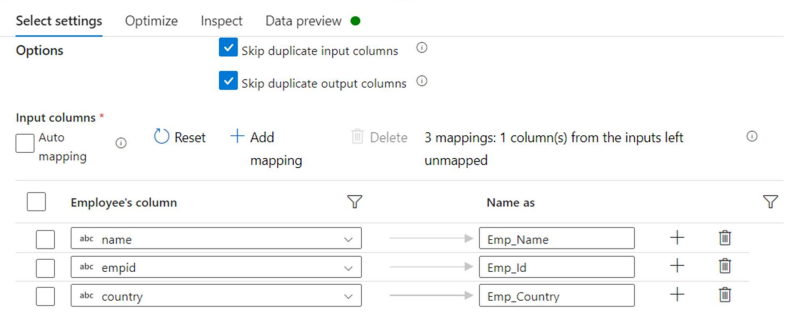 Select settings Optimize Inspect Data preview
Options Skip duplicate input columns
Skip duplicate output columns
Input columns *
Auto mapping Reset Add mapping Delete 3 mappings: 1 column(s) from the inputs left unmapped
Employee's column Name as
abc name Emp_Name
abc empid Emp_Id
abc country Emp_Country